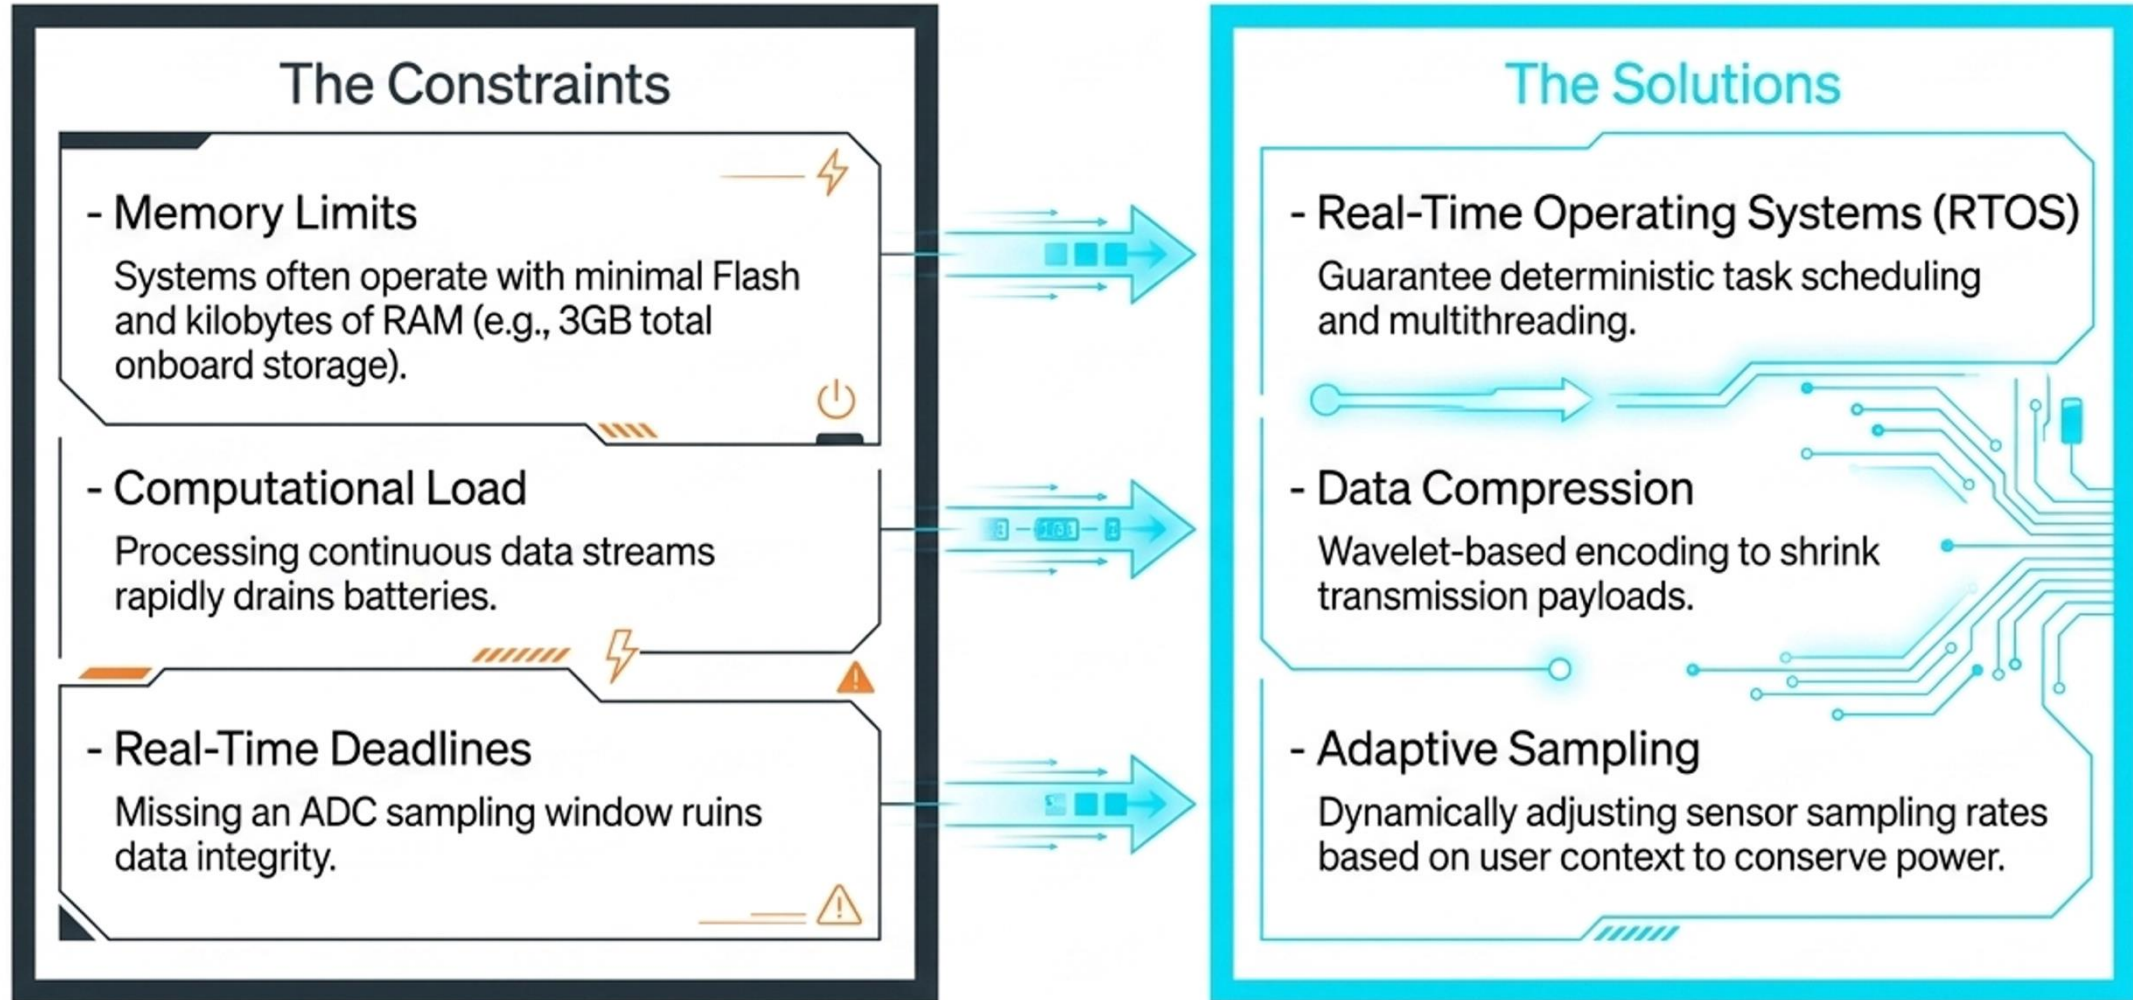 The Constraints
- Memory Limits
Systems often operate with minimal Flash
and kilobytes of RAM (e.g., 3GB total
onboard storage).
- Computational Load
Processing continuous data streams
rapidly drains batteries.
- Real-Time Deadlines
Missing an ADC sampling window ruins
data integrity.
The Solutions
- Real-Time Operating Systems (RTOS)
Guarantee deterministic task scheduling
and multithreading.
- Data Compression
Wavelet-based encoding to shrink
transmission payloads.
- Adaptive Sampling
Dynamically adjusting sensor sampling rates
based on user context to conserve power.